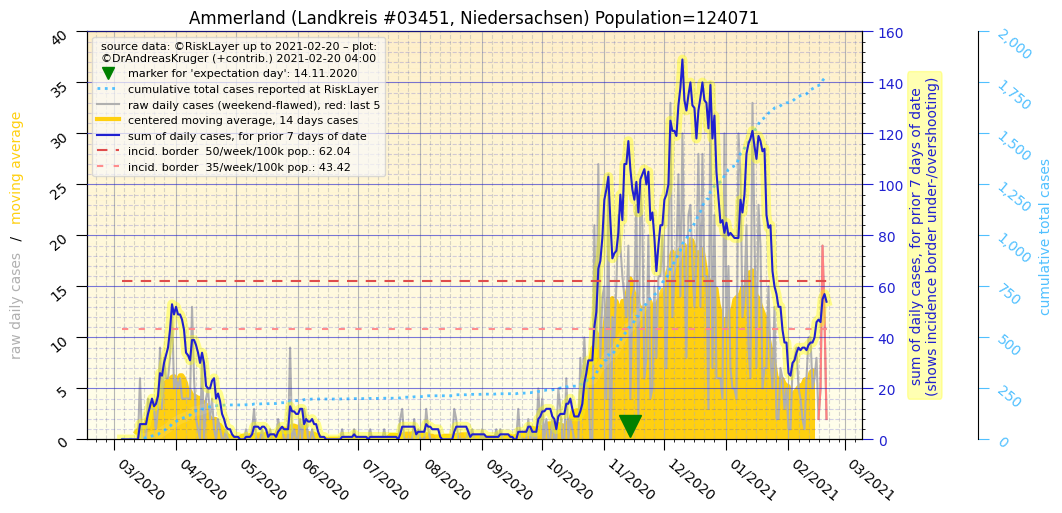 Ammerland (Landkreis #03451, Niedersachsen) Population=124071
source data: ©RiskLayer up to 2021-02-20 – plot:
©DrAndreasKruger (+contrib.) 2021-02-20 04:00
marker for 'expectation day': 14.11.2020
cumulative total cases reported at RiskLayer
raw daily cases (weekend-flawed), red: last 5
centered moving average, 14 days cases
sum of daily cases, for prior 7 days of date
incid. border  50/week/100k pop.: 62.04
incid. border  35/week/100k pop.: 43.42
raw daily cases  /  moving average
40
35
30
25
20
15
10
5
0
160
140
120
100
80
60
40
20
0
sum of daily cases, for prior 7 days of date
(shows incidence border under-/overshooting)
2,000
1,750
1,500
1,250
1,000
750
500
250
0
cumulative total cases
03/2020
04/2020
05/2020
06/2020
07/2020
08/2020
09/2020
10/2020
11/2020
12/2020
01/2021
02/2021
03/2021